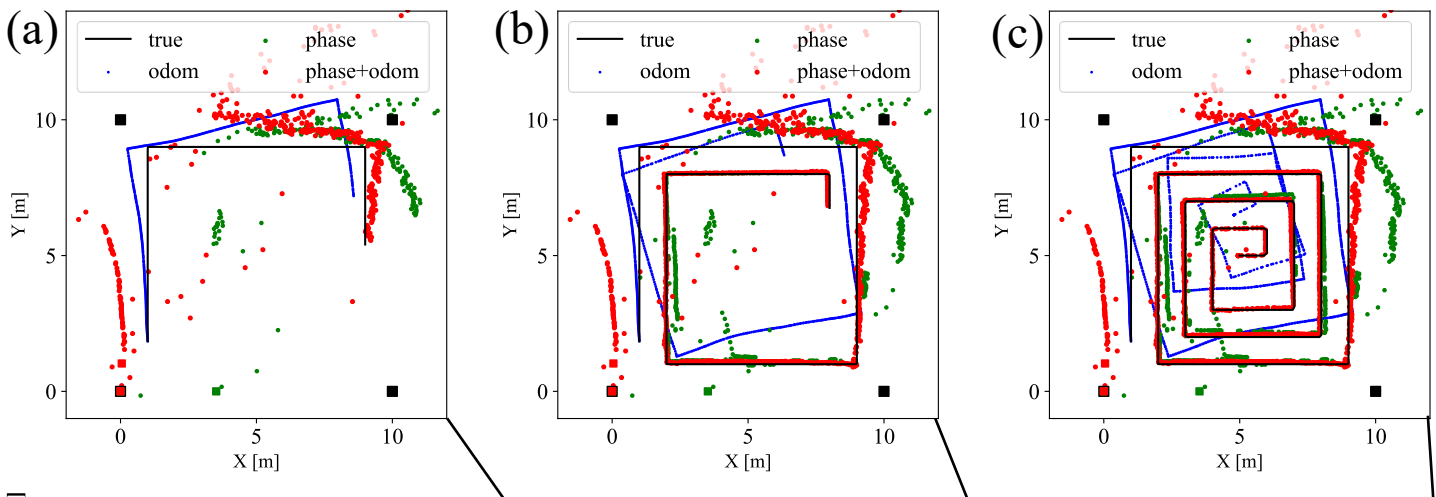 (a)
true
phase
odom
phase+odom
10
5
0
Y [m]
0
5
10
X [m]
(b)
true
phase
odom
phase+odom
10
5
0
Y [m]
0
5
10
X [m]
(c)
true
phase
odom
phase+odom
10
5
0
Y [m]
0
5
10
X [m]
]